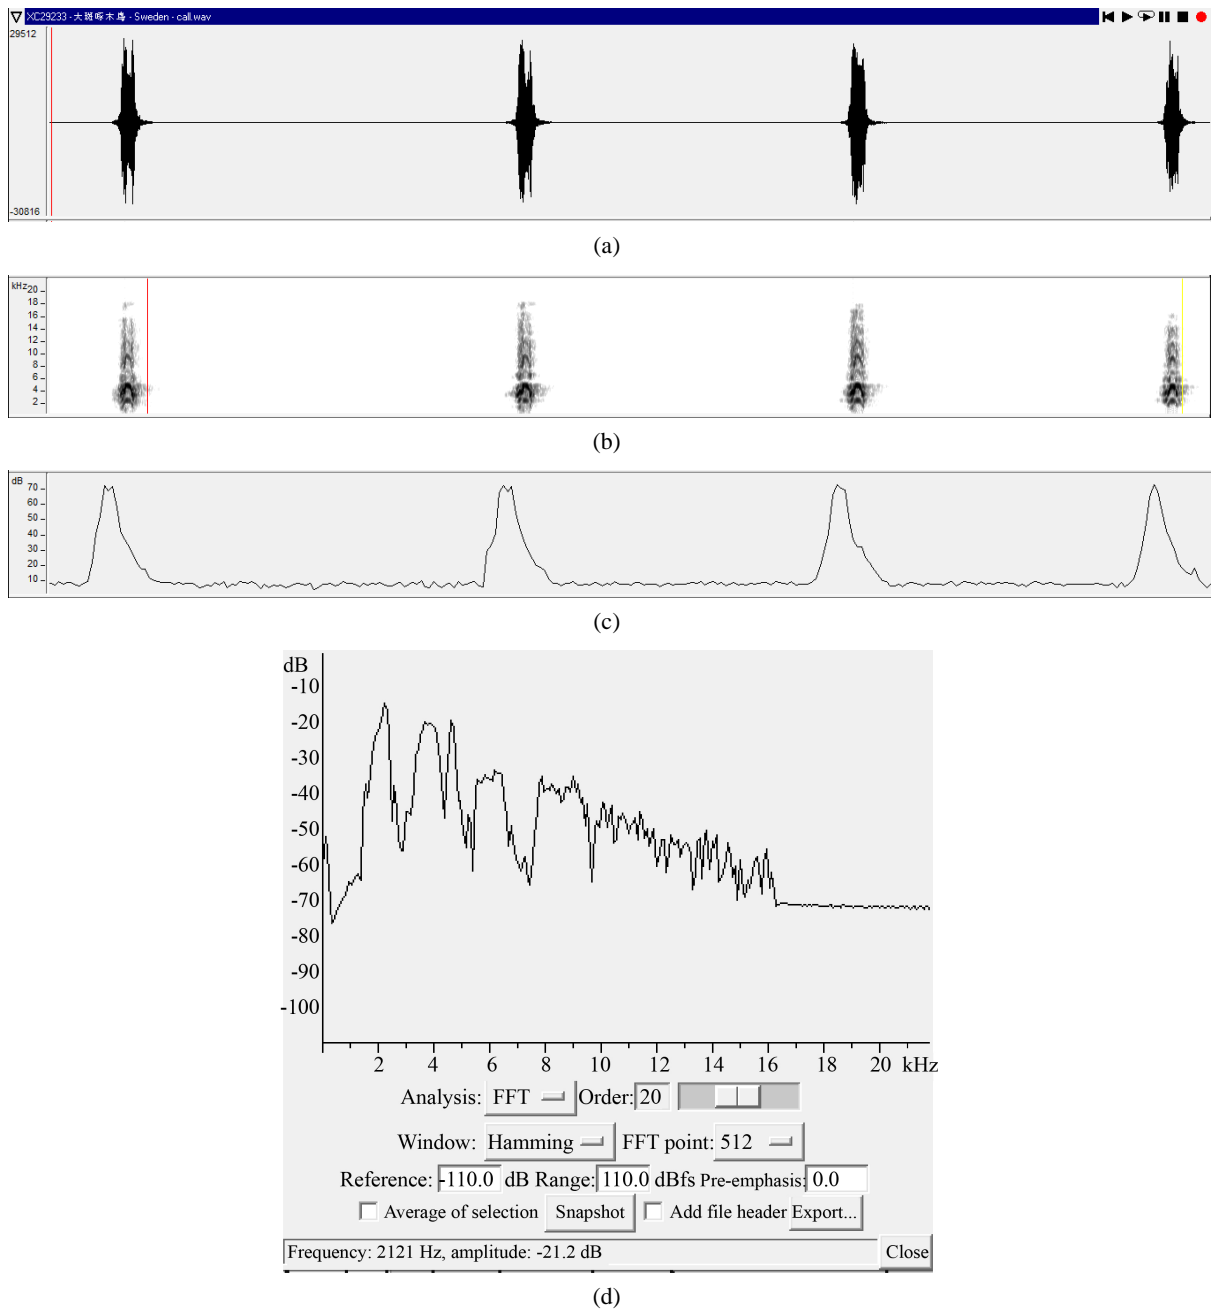 XC29233 - 大斑啄木鸟 - Sweden - call.wav
29512
-30816
(a)
kHz
20
18
16
14
12
10
8
6
4
2
(b)
dB
70
60
50
40
30
20
10
(c)
dB
-10
-20
-30
-40
-50
-60
-70
-80
-90
-100
2 4 6 8 10 12 14 16 18 20 kHz
Analysis: FFT Order: 20
Window: Hamming FFT point: 512
Reference: -110.0 dB Range: 110.0 dBfs Pre-emphasis: 0.0
Average of selection Snapshot Add file header Export...
Frequency: 2121 Hz, amplitude: -21.2 dB Close
(d)